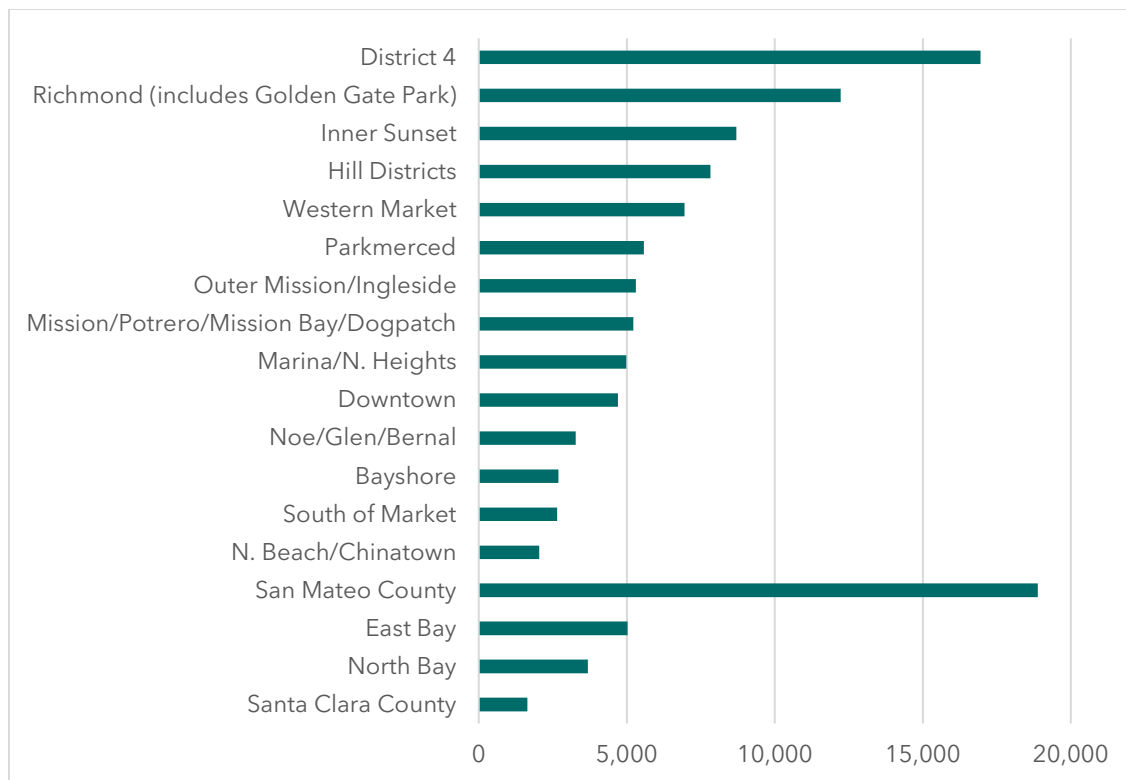 District 4
Richmond (includes Golden Gate Park)
Inner Sunset
Hill Districts
Western Market
Parkmerced
Outer Mission/Ingleside
Mission/Potrero/Mission Bay/Dogpatch
Marina/N. Heights
Downtown
Noe/Glen/Bernal
Bayshore
South of Market
N. Beach/Chinatown
San Mateo County
East Bay
North Bay
Santa Clara County
0 5,000 10,000 15,000 20,000